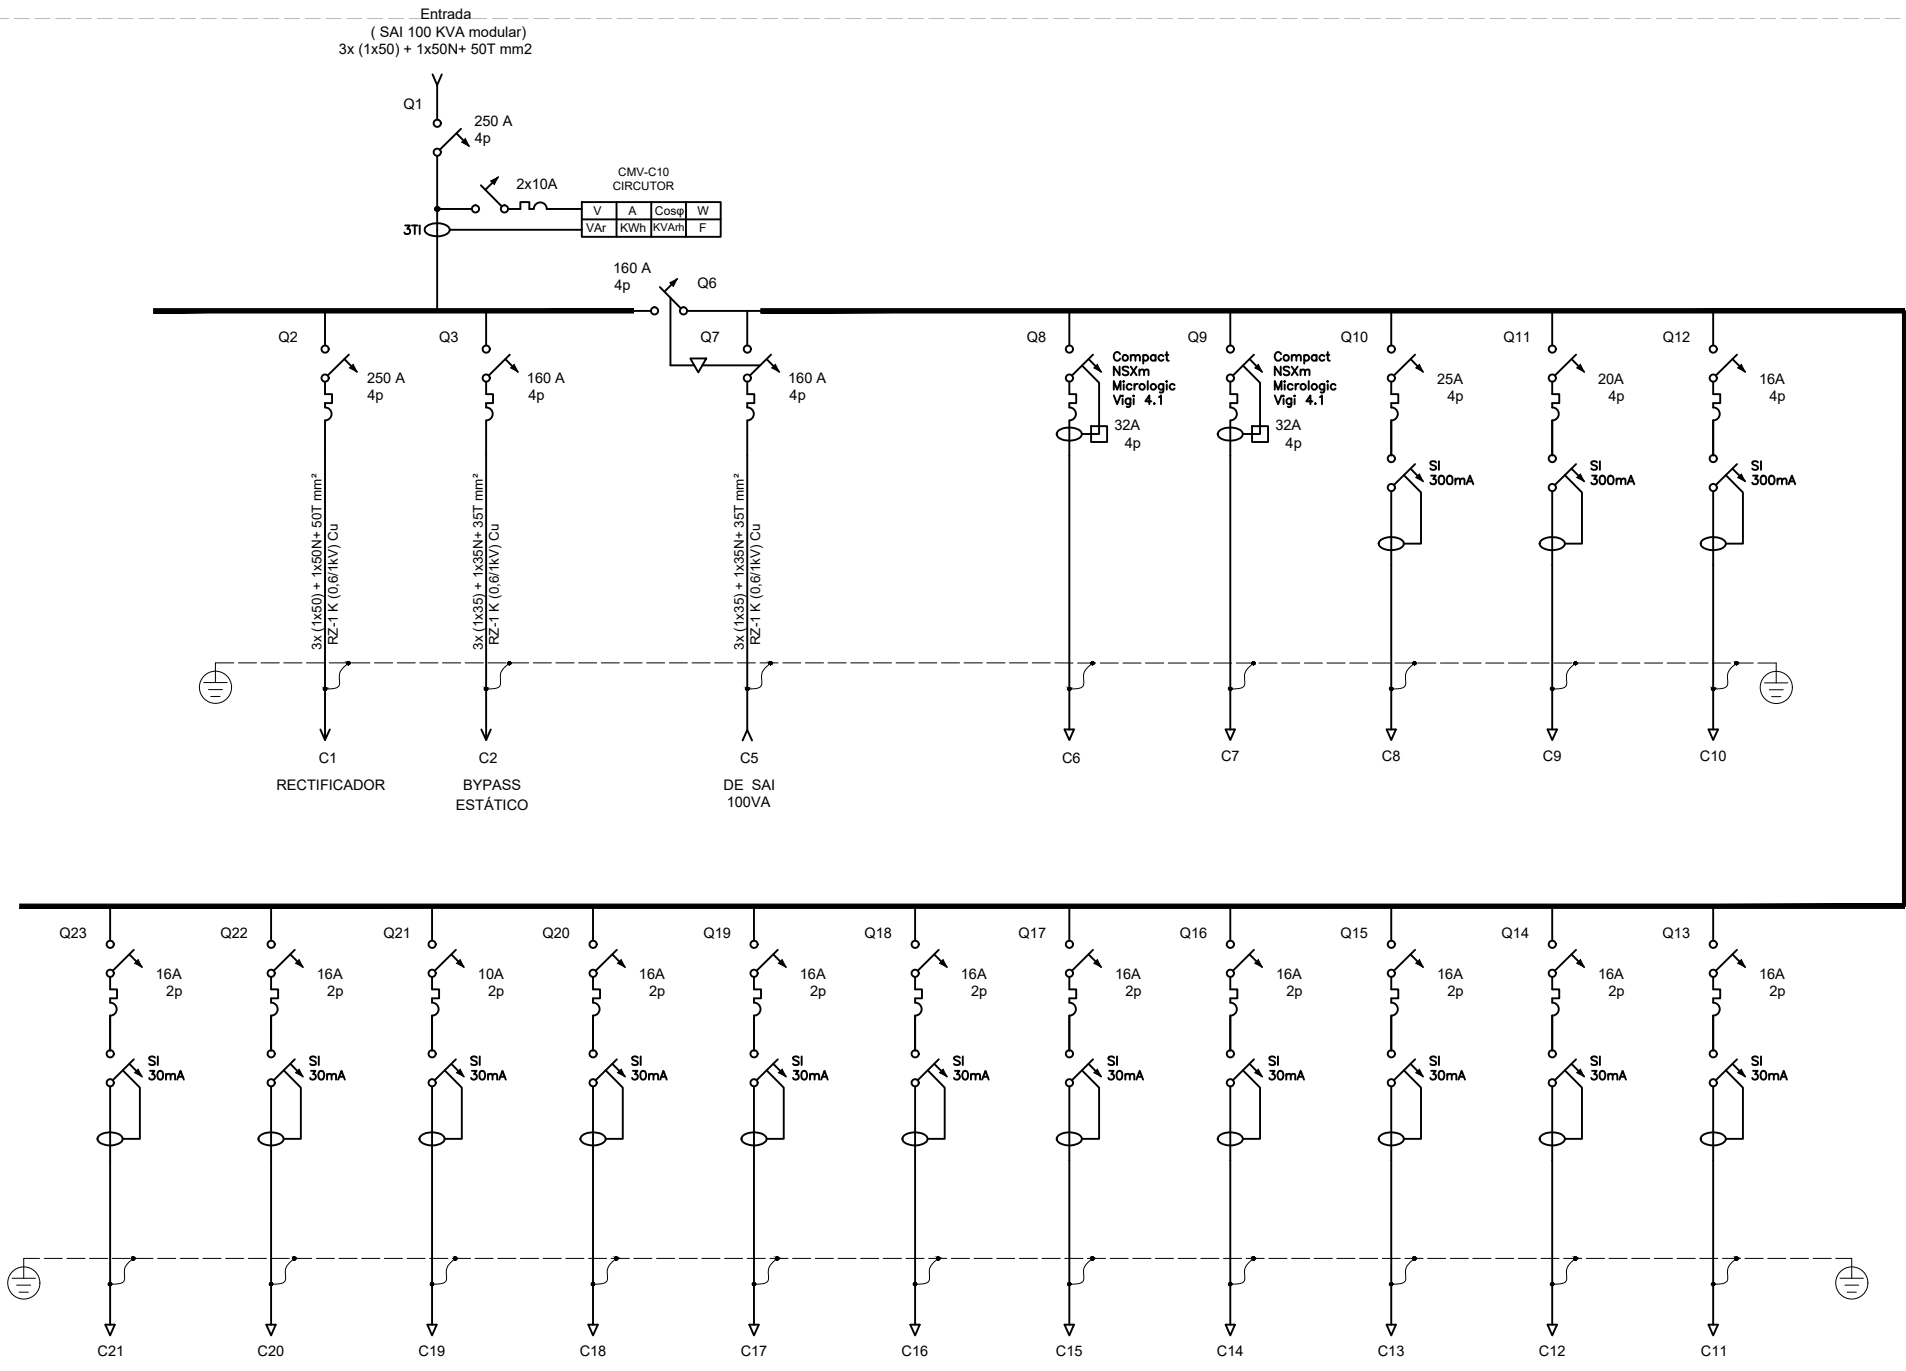 Entrada
( SAI 100 KVA modular)
3x (1x50) + 1x50N+ 50T mm2
Q1
250 A
4p
2x10A
CMV-C10
CIRCUTOR
V A Cosφ W
VAr KWh KVArh F
3TI
160 A
4p
Q6
Q2
250 A
4p
3x (1x50) + 1x50N+ 50T mm²
RZ-1 K (0,6/1kV) Cu
Q3
160 A
4p
3x (1x35) + 1x35N+ 35T mm²
RZ-1 K (0,6/1kV) Cu
Q7
160 A
4p
3x (1x35) + 1x35N+ 35T mm²
RZ-1 K (0,6/1kV) Cu
Q8
Compact
NSXm
Micrologic
Vigi 4.1
32A
4p
Q9
Compact
NSXm
Micrologic
Vigi 4.1
32A
4p
Q10
25A
4p
SI
300mA
Q11
20A
4p
SI
300mA
Q12
16A
4p
SI
300mA
C1
RECTIFICADOR
C2
BYPASS
ESTÁTICO
C5
DE SAI
100VA
C6
C7
C8
C9
C10
Q23
16A
2p
SI
30mA
Q22
16A
2p
SI
30mA
Q21
10A
2p
SI
30mA
Q20
16A
2p
SI
30mA
Q19
16A
2p
SI
30mA
Q18
16A
2p
SI
30mA
Q17
16A
2p
SI
30mA
Q16
16A
2p
SI
30mA
Q15
16A
2p
SI
30mA
Q14
16A
2p
SI
30mA
Q13
16A
2p
SI
30mA
C21
C20
C19
C18
C17
C16
C15
C14
C13
C12
C11